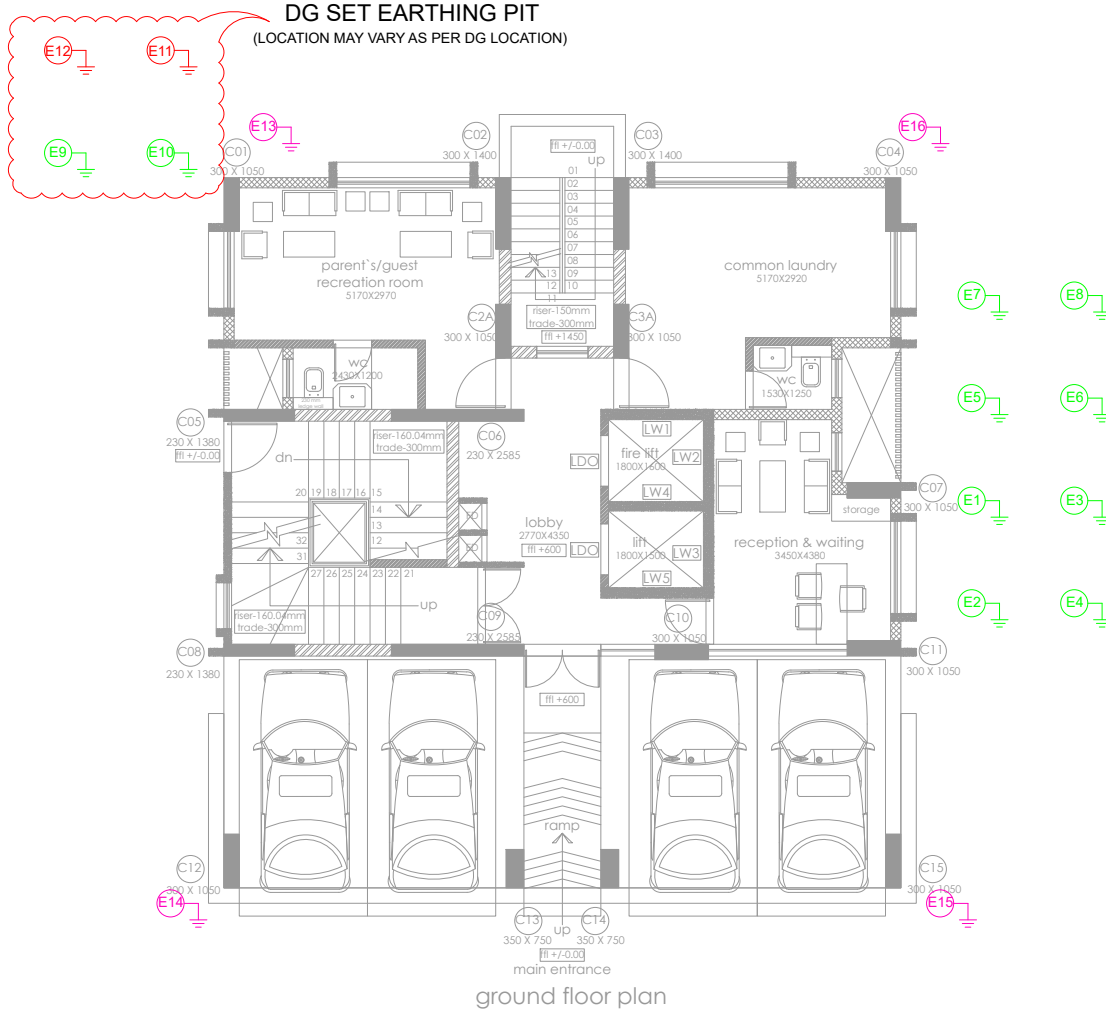 DG SET EARTHING PIT
(LOCATION MAY VARY AS PER DG LOCATION)
E12
E11
E9
E10
E13
E16
C01
300 X 1050
C02
300 X 1400
ffl +/-0.00
up
C03
300 X 1400
C04
300 X 1050
01
02
03
04
05
06
07
08
09
10
13
12
11
parent`s/guest
recreation room
5170X2970
common laundry
5170X2920
riser-150mm
trade-300mm
ffl +1450
C2A
300 X 1050
C3A
300 X 1050
E7
E8
wc
2430X1200
wc
1530X1250
E5
E6
C05
230 X 1380
ffl +/-0.00
riser-160.04mm
trade-300mm
C06
230 X 2585
dn
20 19 18 17 16 15
14
13
12
32
31
27 26 25 24 23 22 21
up
riser-160.04mm
trade-300mm
LW1
fire lift
1800X1600
LW2
LW4
LDO
lobby
2770X4350
ffl +600
LDO
lift
1800X1500
LW3
LW5
C07
300 X 1050
storage
reception & waiting
3450X4380
E1
E3
E2
E4
C09
230 X 2585
C10
300 X 1050
C08
230 X 1380
C11
300 X 1050
ffl +600
ramp
C12
300 X 1050
E14
C15
300 X 1050
E15
C13
350 X 750
up
C14
350 X 750
ffl +/-0.00
main entrance
ground floor plan